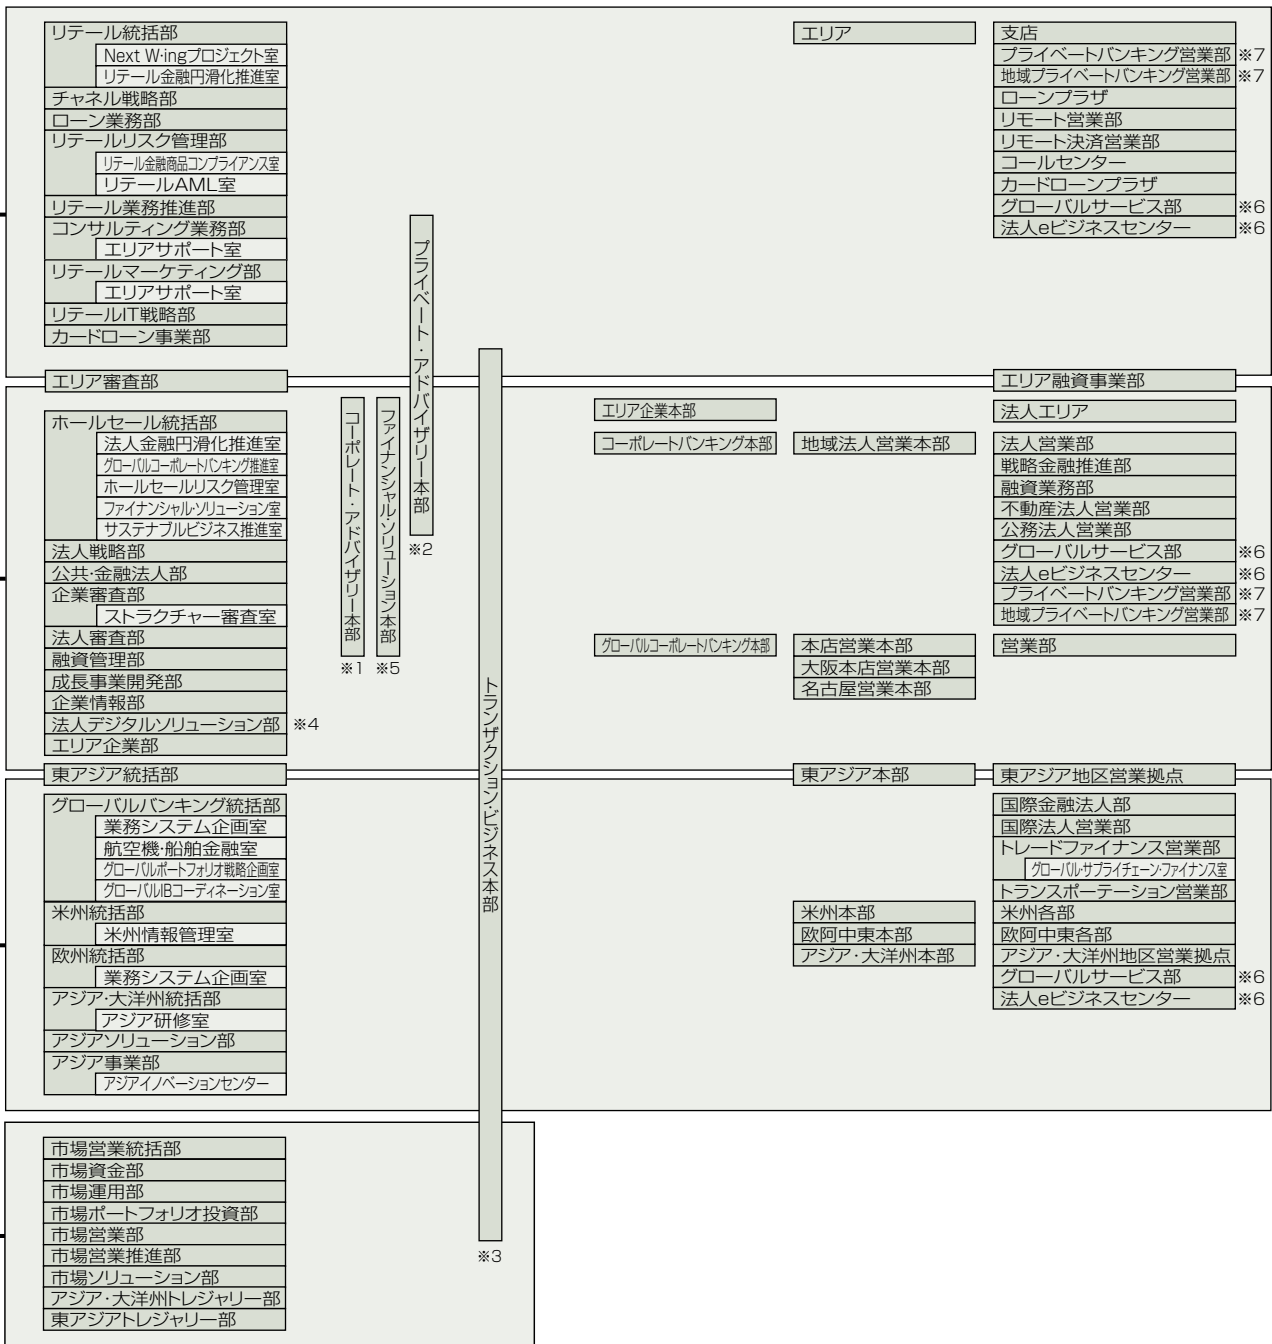 リテール統括部
Next W·ingプロジェクト室
リテール金融円滑化推進室
チャネル戦略部
ローン業務部
リテールリスク管理部
リテール金融商品コンプライアンス室
リテールAML室
リテール業務推進部
コンサルティング業務部
エリアサポート室
リテールマーケティング部
エリアサポート室
リテールIT戦略部
カードローン事業部
エリア
支店
プライベートバンキング営業部 ※7
地域プライベートバンキング営業部 ※7
ローンプラザ
リモート営業部
リモート決済営業部
コールセンター
カードローンプラザ
グローバルサービス部 ※6
法人eビジネスセンター ※6
エリア審査部
エリア融資事業部
ホールセール統括部
法人金融円滑化推進室
グローバルコーポレートバンキング推進室
ホールセールリスク管理室
ファイナンシャル・ソリューション室
サステナブルビジネス推進室
法人戦略部
公共・金融法人部
企業審査部
ストラクチャー審査室
法人審査部
融資管理部
成長事業開発部
企業情報部
法人デジタルソリューション部 ※4
エリア企業部
コーポレート・アドバイザリー本部
※1
ファイナンシャル・ソリューション本部
※5
プライベート・アドバイザリー本部
※2
トランザクション・ビジネス本部
※3
エリア企業本部
コーポレートバンキング本部
グローバルコーポレートバンキング本部
地域法人営業本部
本店営業本部
大阪本店営業本部
名古屋営業本部
法人エリア
法人営業部
戦略金融推進部
融資業務部
不動産法人営業部
公務法人営業部
グローバルサービス部 ※6
法人eビジネスセンター ※6
プライベートバンキング営業部 ※7
地域プライベートバンキング営業部 ※7
営業部
東アジア統括部
東アジア本部
東アジア地区営業拠点
グローバルバンキング統括部
業務システム企画室
航空機・船舶金融室
グローバルポートフォリオ戦略企画室
グローバルIBコーディネーション室
米州統括部
米州情報管理室
欧州統括部
業務システム企画室
アジア・大洋州統括部
アジア研修室
アジアソリューション部
アジア事業部
アジアイノベーションセンター
米州本部
欧阿中東本部
アジア・大洋州本部
国際金融法人部
国際法人営業部
トレードファイナンス営業部
グローバル・サプライチェーン・ファイナンス室
トランスポーテーション営業部
米州各部
欧阿中東各部
アジア・大洋州地区営業拠点
グローバルサービス部 ※6
法人eビジネスセンター ※6
市場営業統括部
市場資金部
市場運用部
市場ポートフォリオ投資部
市場営業部
市場営業推進部
市場ソリューション部
アジア・大洋州トレジャリー部
東アジアトレジャリー部